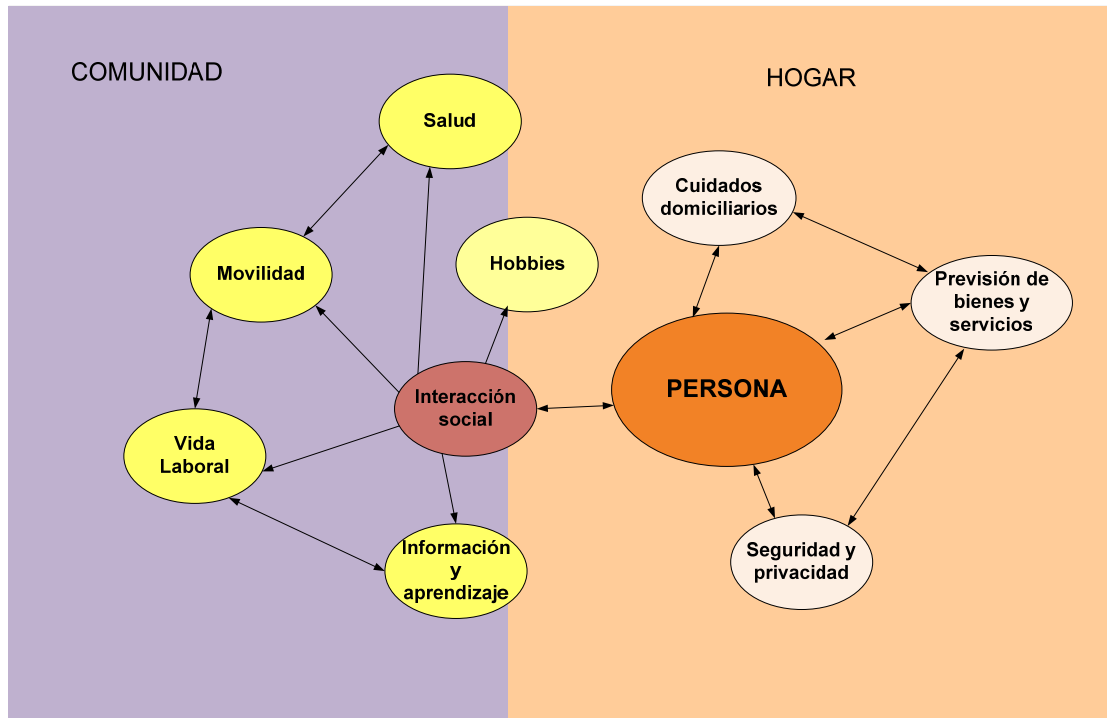 COMUNIDAD
HOGAR
Salud
Cuidados
domiciliarios
Hobbies
Movilidad
Previsión de
bienes y
servicios
PERSONA
Interacción
social
Vida
Laboral
Información
y
aprendizaje
Seguridad y
privacidad